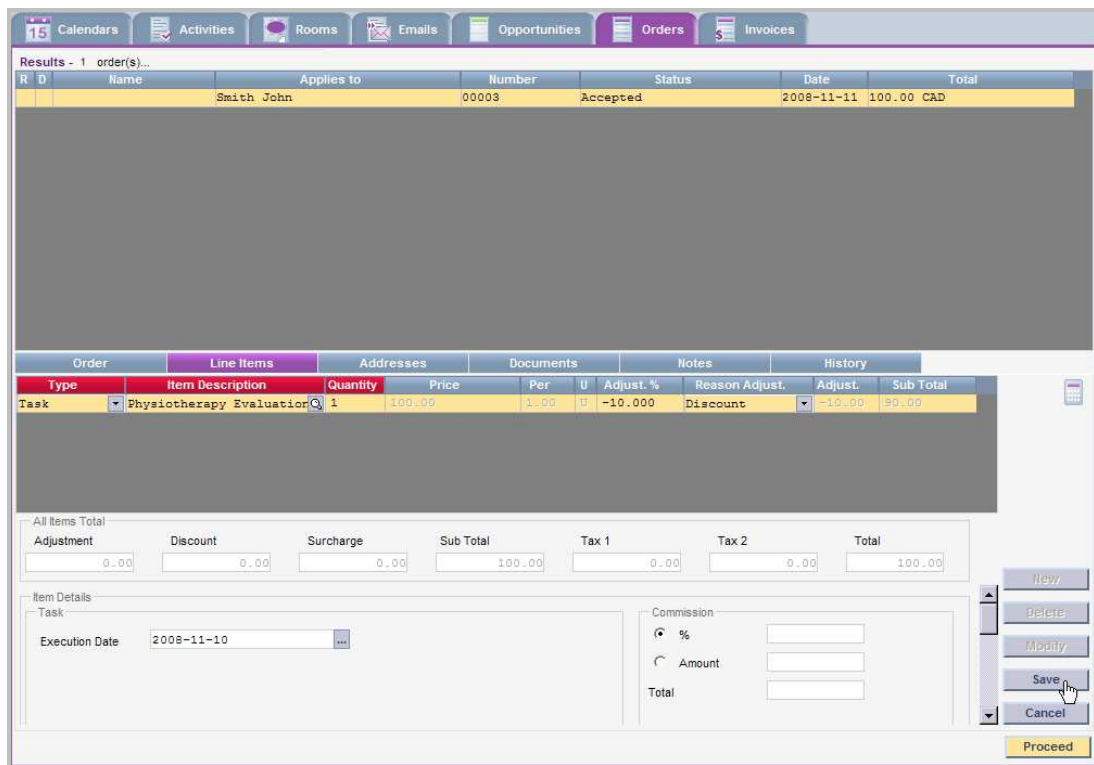 15 Calendars Activities Rooms Emails Opportunities Orders $ Invoices
Results - 1 order(s)...
R D Name Applies to Number Status Date Total
Smith John 00003 Accepted 2008-11-11 100.00 CAD
Order Line Items Addresses Documents Notes History
Type Item Description Quantity Price Per U Adjust. % Reason Adjust. Adjust. Sub Total
Task Physiotherapy Evaluation 1 100.00 1.00 U -10.000 Discount -10.00 90.00
All Items Total
Adjustment Discount Surcharge Sub Total Tax 1 Tax 2 Total
0.00 0.00 0.00 100.00 0.00 0.00 100.00
New
Item Details
Task Commission
Delete
Execution Date 2008-11-10 ... %
Modify
Amount
Save
Total
Cancel
Proceed